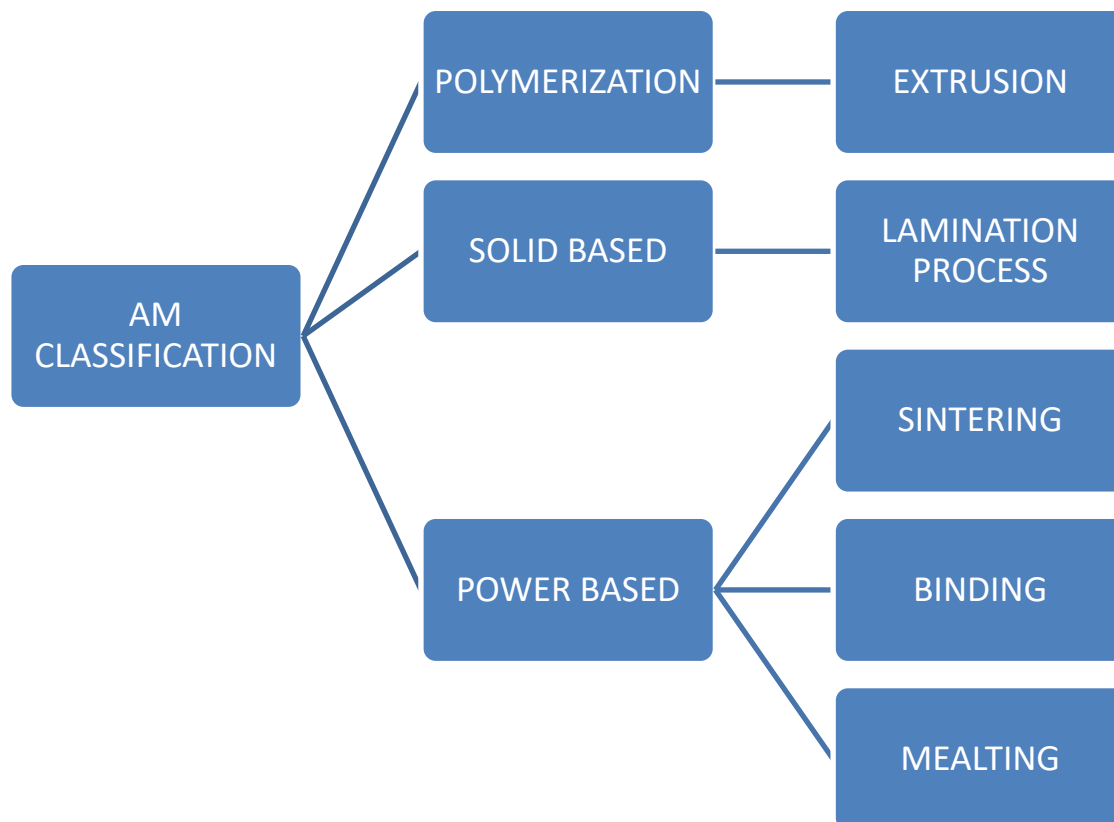 POLYMERIZATION
EXTRUSION
SOLID BASED
LAMINATION
PROCESS
AM
CLASSIFICATION
SINTERING
POWER BASED
BINDING
MEALTING